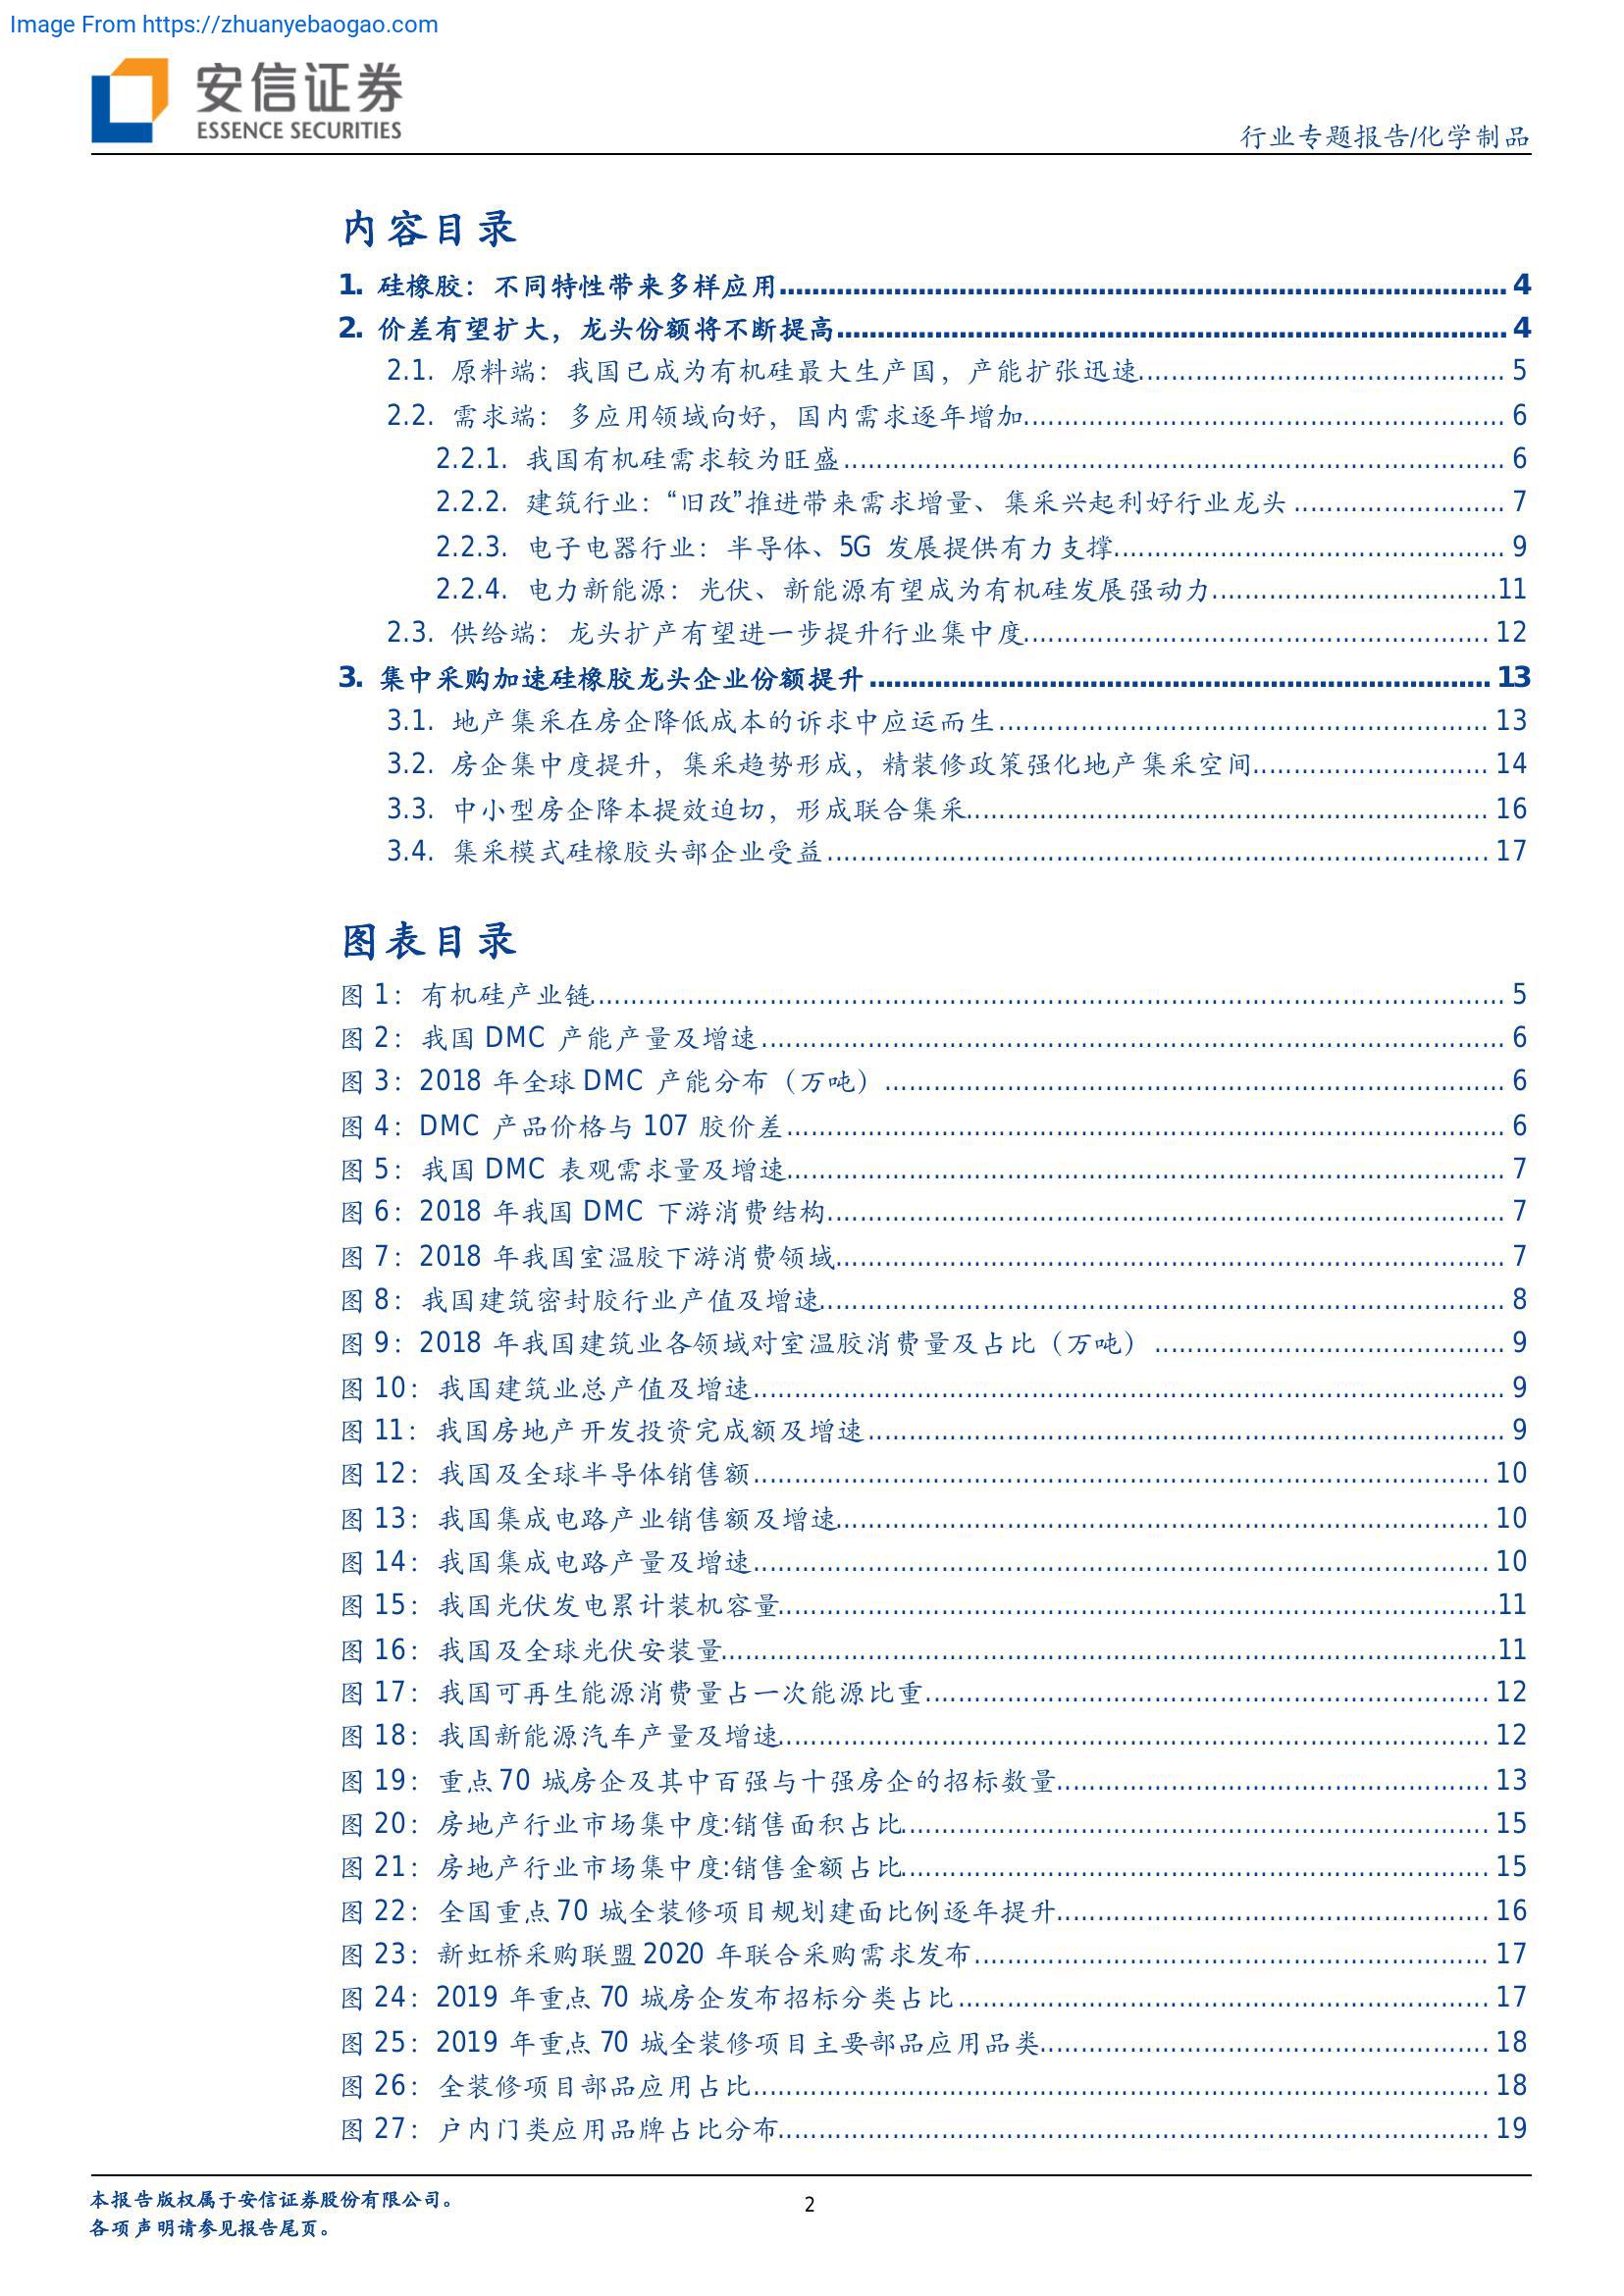 Image From https://zhuanyebaogao.com
安信证券
ESSENCE SECURITIES
行业专题报告/化学制品
内容目录
1. 硅橡胶：不同特性带来多样应用 4
2. 价差有望扩大，龙头份额将不断提高 4
2.1. 原料端：我国已成为有机硅最大生产国，产能扩张迅速 5
2.2. 需求端：多应用领域向好，国内需求逐年增加 6
2.2.1. 我国有机硅需求较为旺盛 6
2.2.2. 建筑行业：“旧改”推进带来需求增量、集采兴起利好行业龙头 7
2.2.3. 电子电器行业：半导体、5G 发展提供有力支撑 9
2.2.4. 电力新能源：光伏、新能源有望成为有机硅发展强动力 11
2.3. 供给端：龙头扩产有望进一步提升行业集中度 12
3. 集中采购加速硅橡胶龙头企业份额提升 13
3.1. 地产集采在房企降低成本的诉求中应运而生 13
3.2. 房企集中度提升，集采趋势形成，精装修政策强化地产集采空间 14
3.3. 中小型房企降本提效迫切，形成联合集采 16
3.4. 集采模式硅橡胶头部企业受益 17
图表目录
图 1：有机硅产业链 5
图 2：我国 DMC 产能产量及增速 6
图 3：2018 年全球 DMC 产能分布（万吨） 6
图 4：DMC 产品价格与 107 胶价差 6
图 5：我国 DMC 表观需求量及增速 7
图 6：2018 年我国 DMC 下游消费结构 7
图 7：2018 年我国室温胶下游消费领域 7
图 8：我国建筑密封胶行业产值及增速 8
图 9：2018 年我国建筑业各领域对室温胶消费量及占比（万吨） 9
图 10：我国建筑业总产值及增速 9
图 11：我国房地产开发投资完成额及增速 9
图 12：我国及全球半导体销售额 10
图 13：我国集成电路产业销售额及增速 10
图 14：我国集成电路产量及增速 10
图 15：我国光伏发电累计装机容量 11
图 16：我国及全球光伏安装量 11
图 17：我国可再生能源消费量占一次能源比重 12
图 18：我国新能源汽车产量及增速 12
图 19：重点 70 城房企及其中百强与十强房企的招标数量 13
图 20：房地产行业市场集中度:销售面积占比 15
图 21：房地产行业市场集中度:销售金额占比 15
图 22：全国重点 70 城全装修项目规划建面比例逐年提升 16
图 23：新虹桥采购联盟 2020 年联合采购需求发布 17
图 24：2019 年重点 70 城房企发布招标分类占比 17
图 25：2019 年重点 70 城全装修项目主要部品应用品类 18
图 26：全装修项目部品应用占比 18
图 27：户内门类应用品牌占比分布 19
本报告版权属于安信证券股份有限公司。
各项声明请参见报告尾页。
2